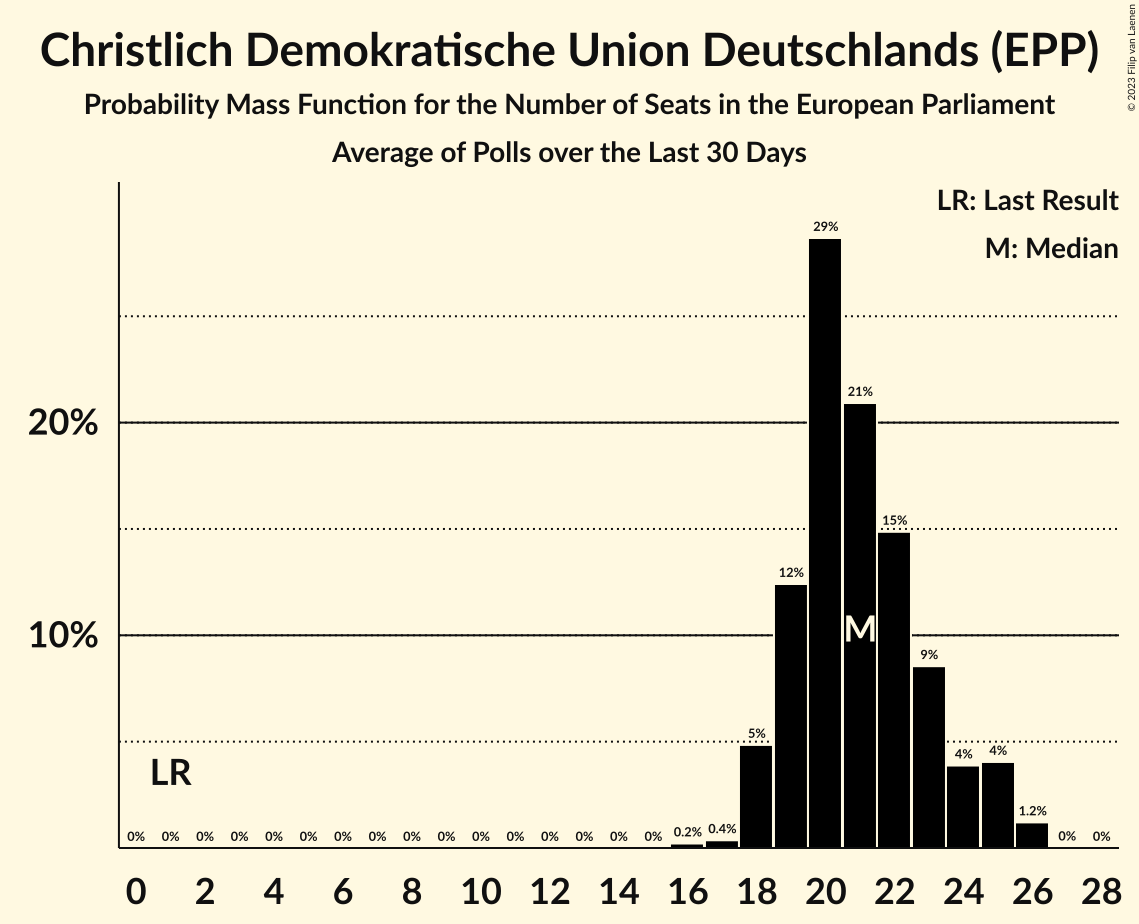 Christlich Demokratische Union Deutschlands (EPP)
Probability Mass Function for the Number of Seats in the European Parliament
Average of Polls over the Last 30 Days
© 2023 Filip van Laenen
LR: Last Result
M: Median
29%
21%
20%
15%
12%
M
10%
9%
5%
4%
4%
LR
1.2%
0% 0% 0% 0% 0% 0% 0% 0% 0% 0% 0% 0% 0% 0% 0% 0% 0.2% 0.4% 0% 0%
0 2 4 6 8 10 12 14 16 18 20 22 24 26 28